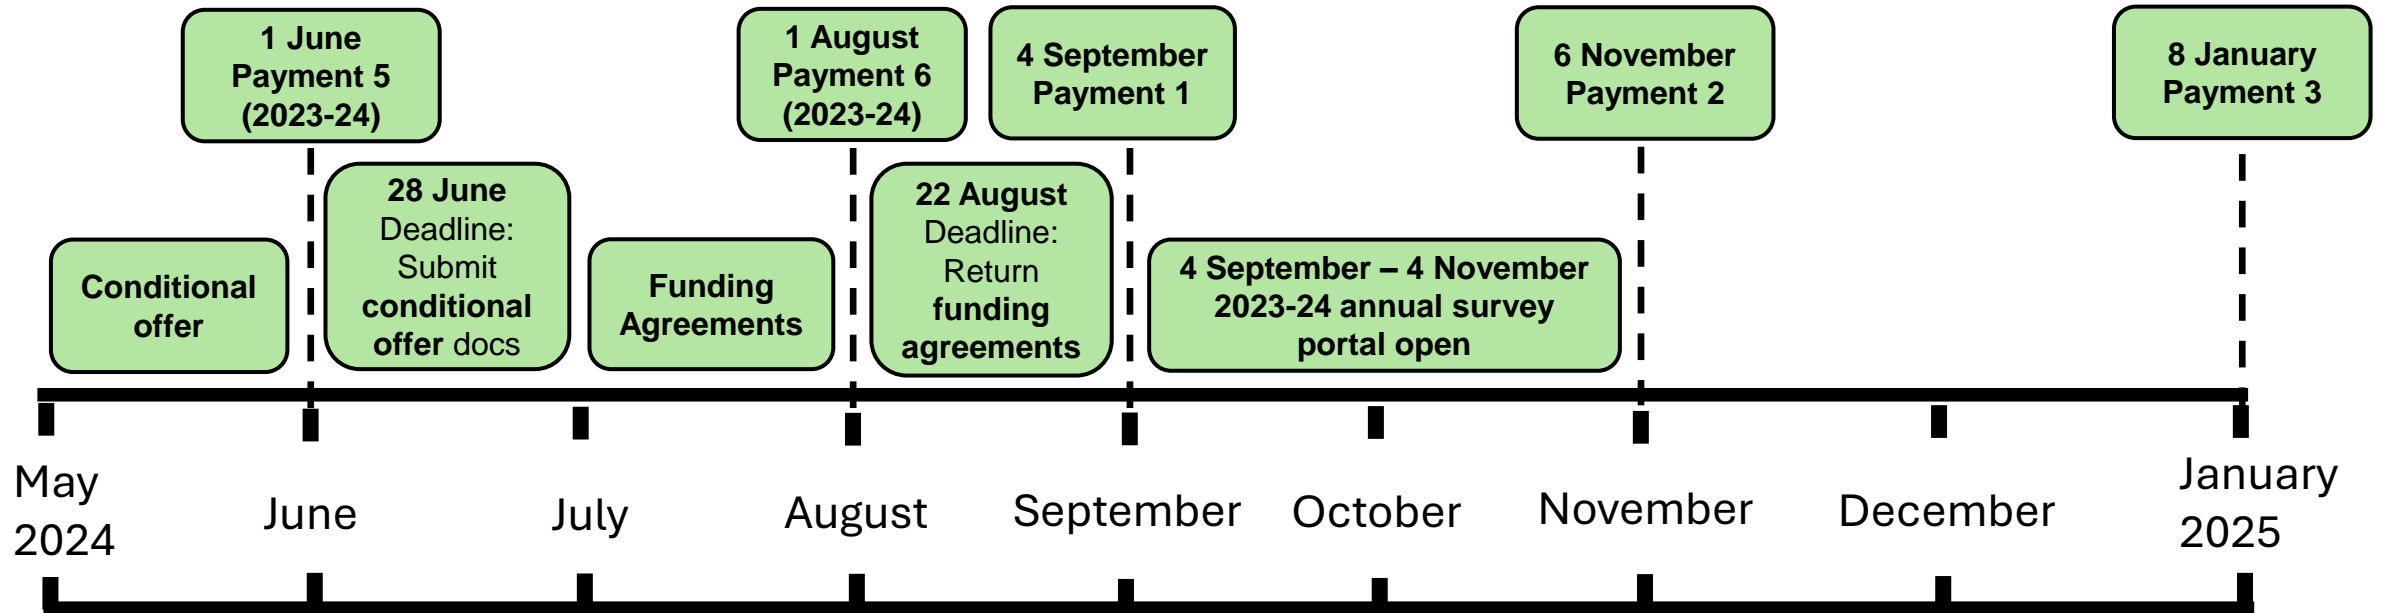 1 June
Payment 5
(2023-24)
1 August
Payment 6
(2023-24)
4 September
Payment 1
6 November
Payment 2
8 January
Payment 3
Conditional
offer
28 June
Deadline:
Submit
conditional
offer docs
Funding
Agreements
22 August
Deadline:
Return
funding
agreements
4 September – 4 November
2023-24 annual survey
portal open
May
2024
June
July
August
September
October
November
December
January
2025